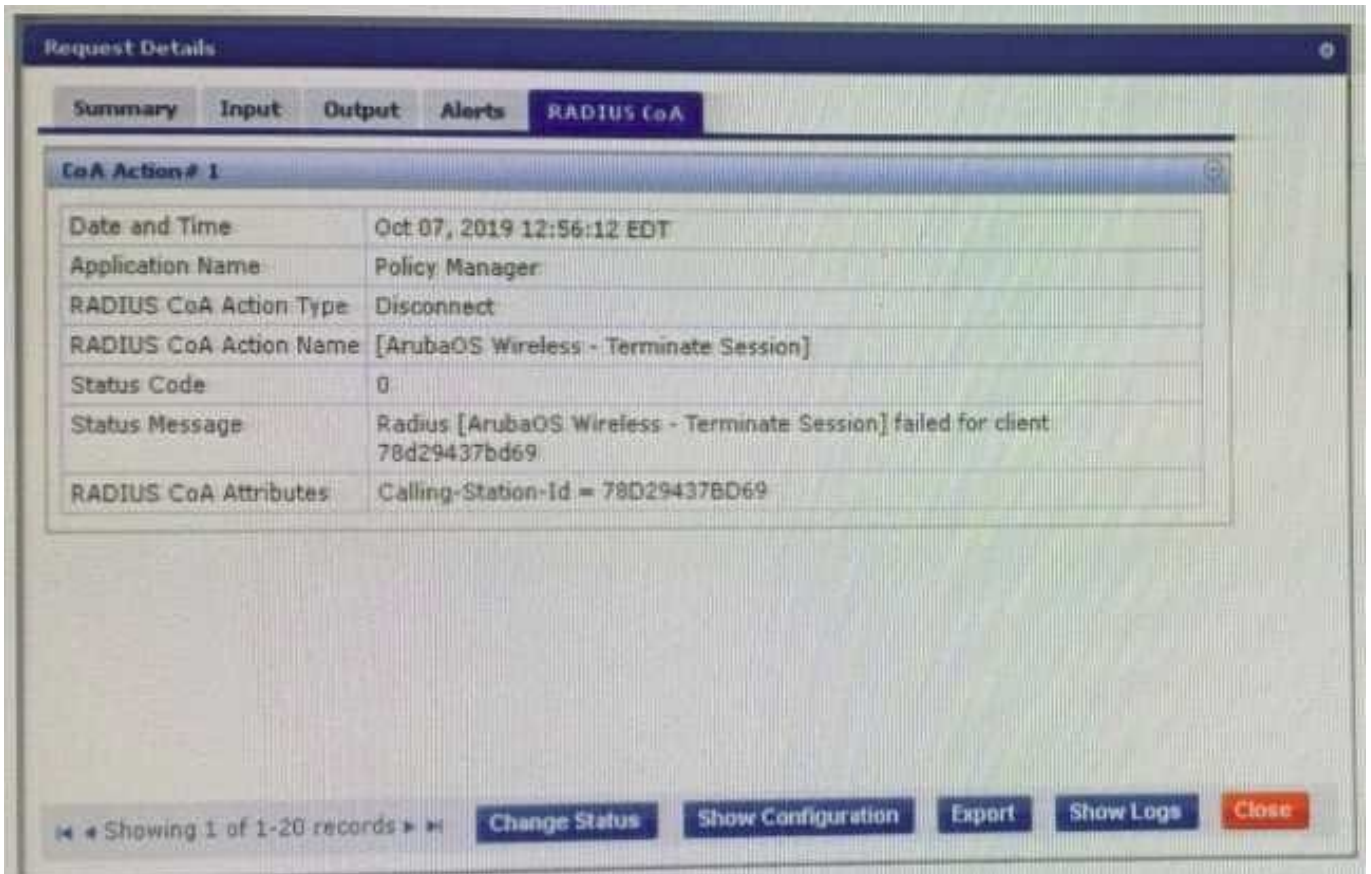 Request Details
Summary Input Output Alerts RADIUS CoA
CoA Action# 1
Date and Time Oct 07, 2019 12:56:12 EDT
Application Name Policy Manager
RADIUS CoA Action Type Disconnect
RADIUS CoA Action Name [ArubaOS Wireless - Terminate Session]
Status Code 0
Status Message Radius [ArubaOS Wireless - Terminate Session] failed for client
78d29437bd69
RADIUS CoA Attributes Calling-Station-Id = 78D29437BD69
Showing 1 of 1-20 records Change Status Show Configuration Export Show Logs Close